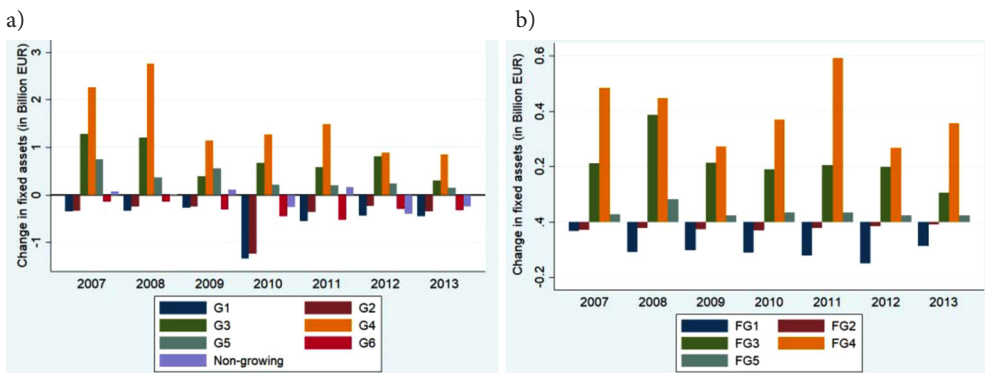 a)
Change in fixed assets (in Billion EUR)
3
2
1
0
-1
2007 2008 2009 2010 2011 2012 2013
G1 G2
G3 G4
G5 G6
Non-growing
b)
Change in fixed assets (in Billion EUR)
0.6
0.4
0.2
.4
-0.2
2007 2008 2009 2010 2011 2012 2013
FG1 FG2
FG3 FG4
FG5